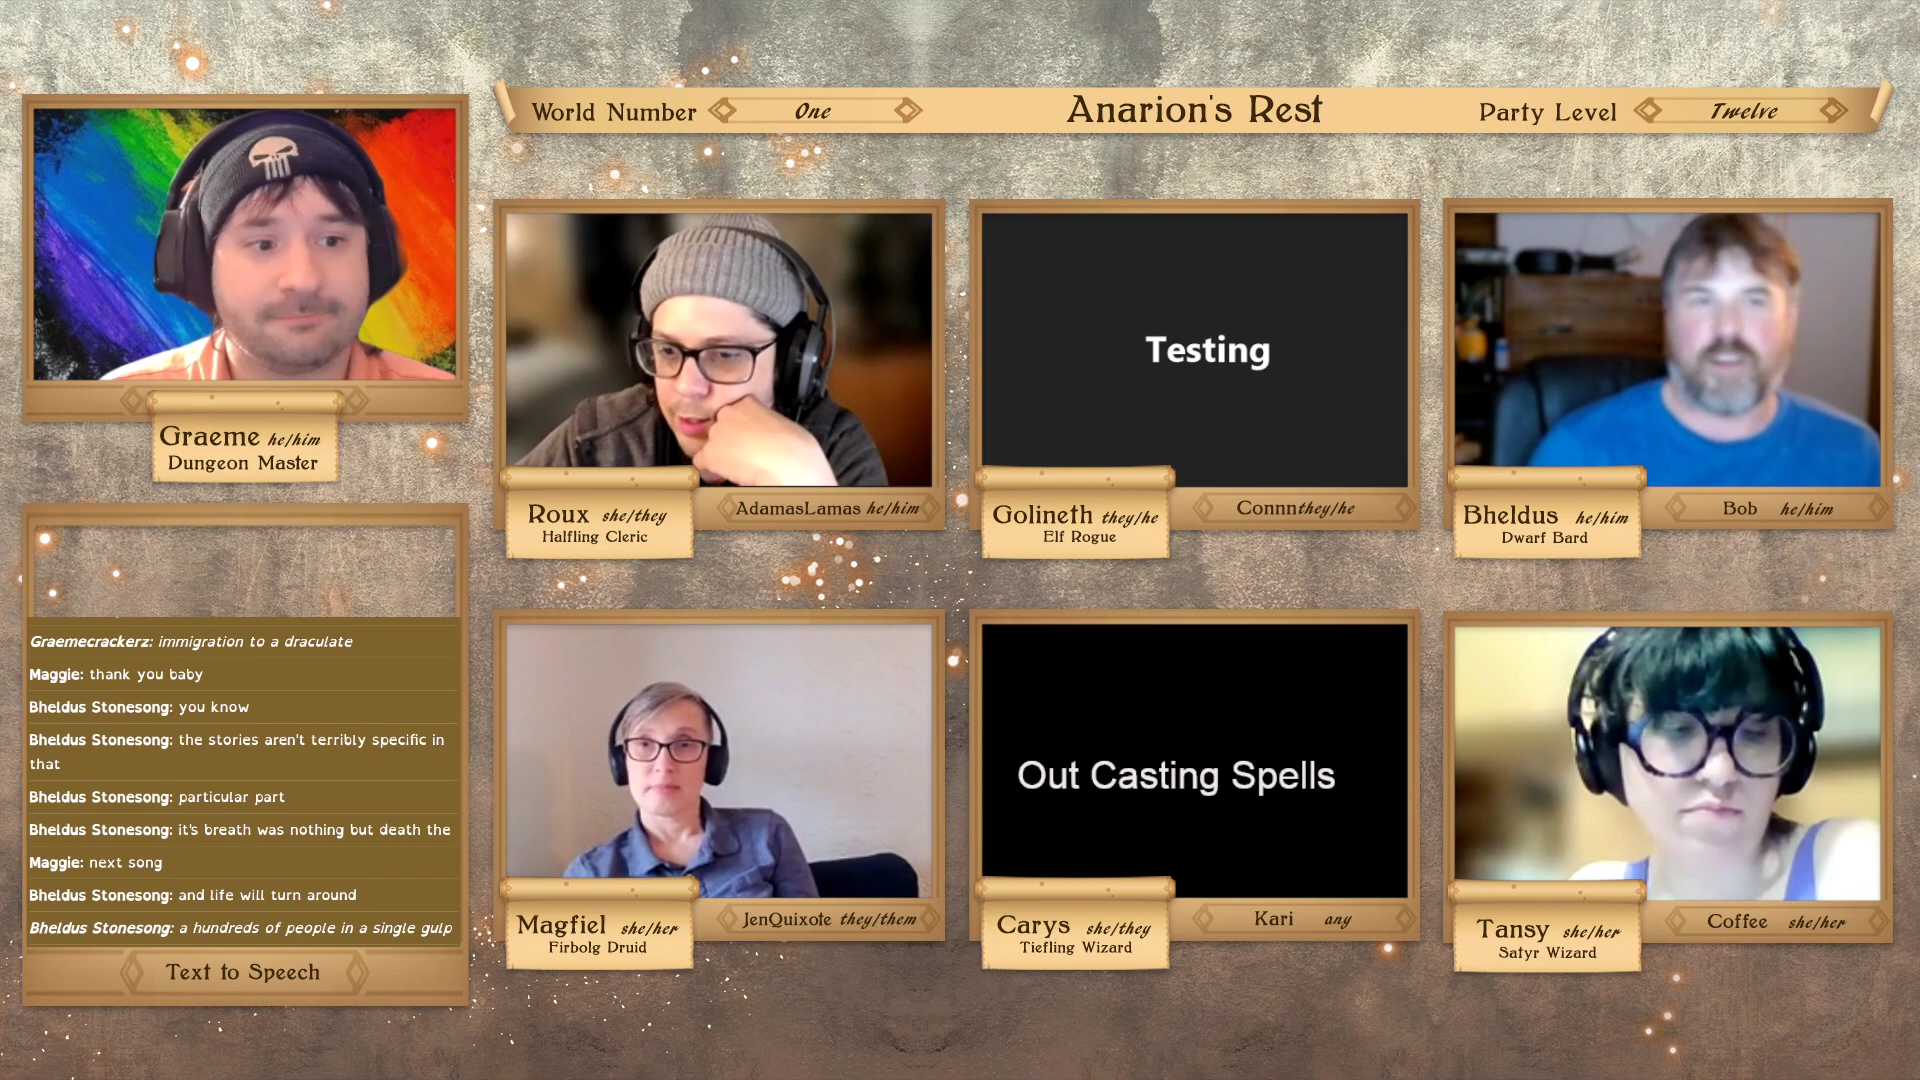 World Number One Anarion's Rest Party Level Twelve
Graeme he/him
Dungeon Master
Roux she/they
Halfling Cleric
AdamasLamas he/him
Testing
Golineth they/he
Elf Rogue
Connnthey/he
Bheldus he/him
Dwarf Bard
Bob he/him
Graemecrackerz: immigration to a draculate
Maggie: thank you baby
Bheldus Stonesong: you know
Bheldus Stonesong: the stories aren't terribly specific in
that
Bheldus Stonesong: particular part
Bheldus Stonesong: it's breath was nothing but death the
Maggie: next song
Bheldus Stonesong: and life will turn around
Bheldus Stonesong: a hundreds of people in a single gulp
Text to Speech
Magfiel she/her
Firbolg Druid
JenQuixote they/them
Out Casting Spells
Carys she/they
Tiefling Wizard
Kari any
Tansy she/her
Satyr Wizard
Coffee she/her